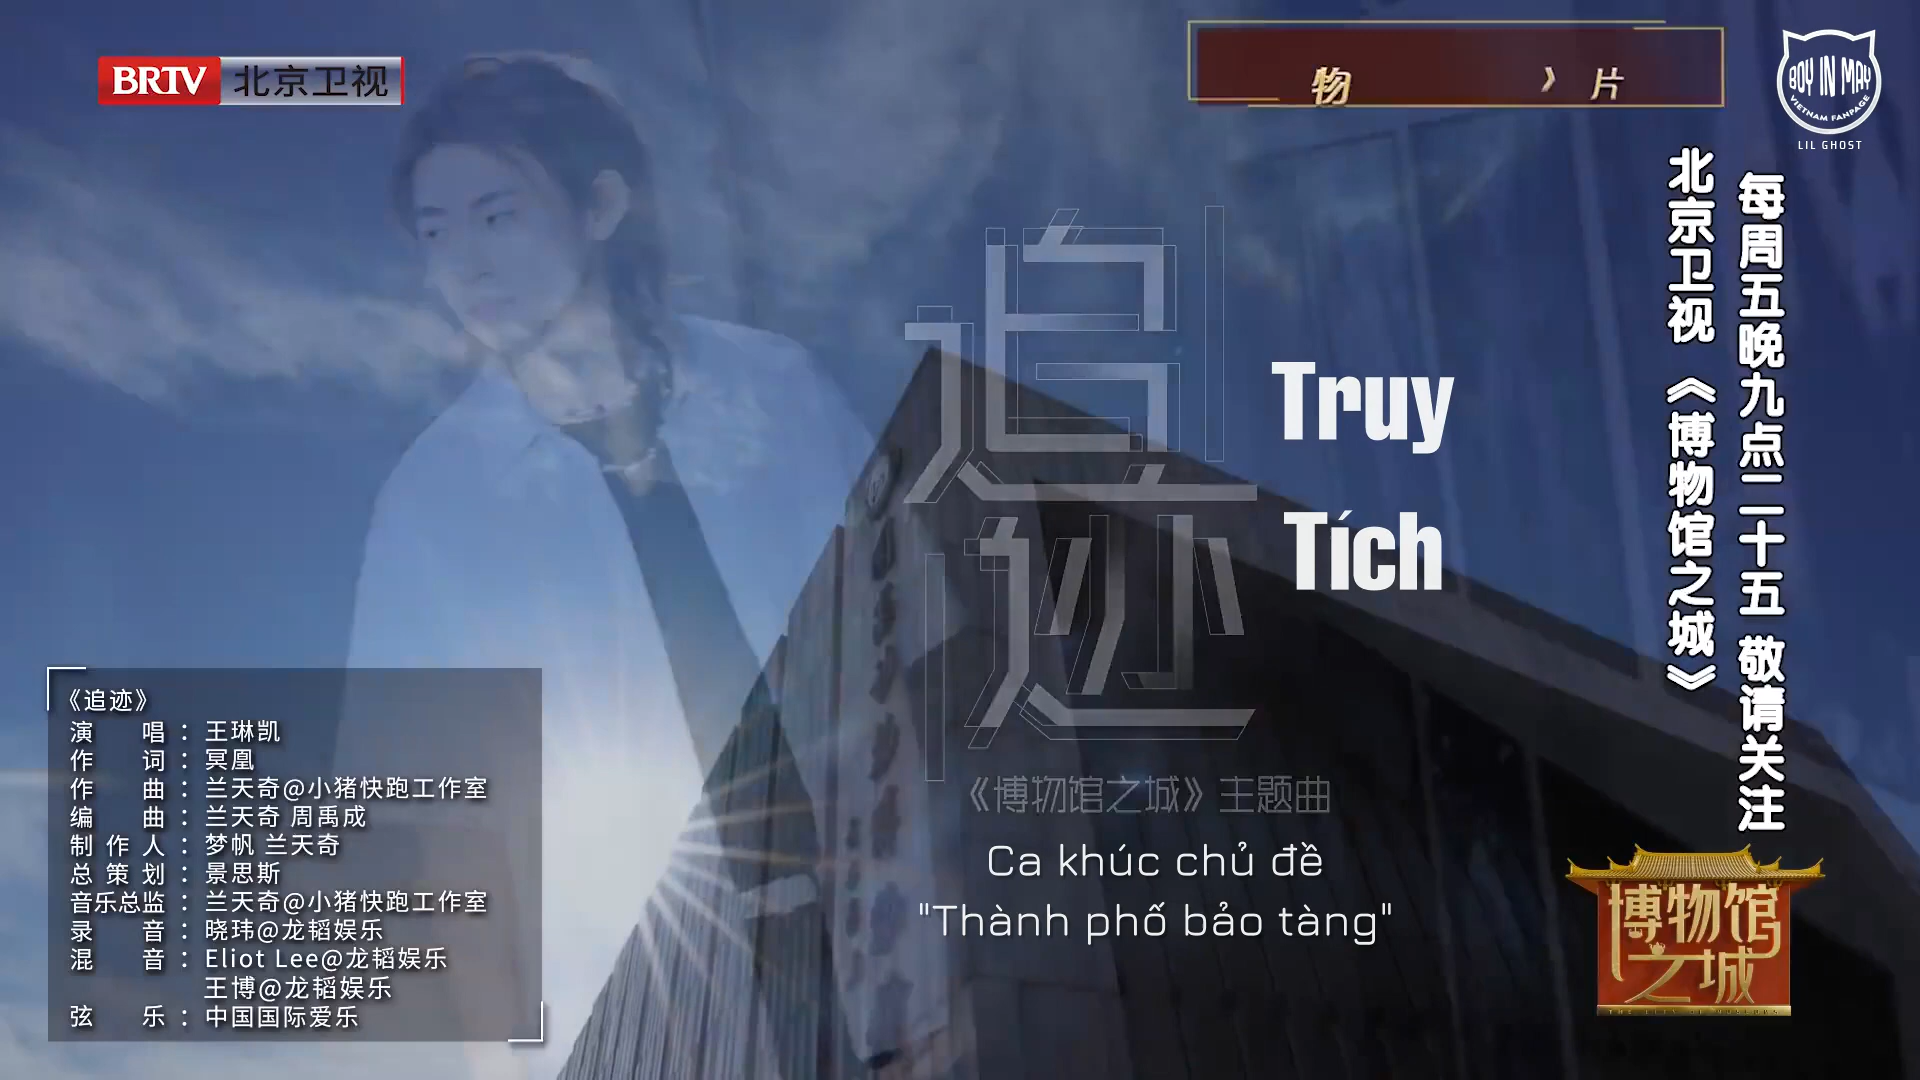 BRTV 北京卫视
物 》 片
BOY IN MAY
VIETNAM FANPAGE
LIL GHOST
每周五晚九点二十五 敬请关注
北京卫视 《博物馆之城》
追迹
Truy
Tích
《博物馆之城》主题曲
Ca khúc chủ đề
"Thành phố bảo tàng"
《追迹》
演唱：王琳凯
作词：冥凰
作曲：兰天奇@小猪快跑工作室
编曲：兰天奇 周禹成
制作人：梦帆 兰天奇
总策划：景思斯
音乐总监：兰天奇@小猪快跑工作室
录音：晓玮@龙韬娱乐
混音：Eliot Lee@龙韬娱乐
王博@龙韬娱乐
弦乐：中国国际爱乐
博物馆
之城
THE CITY OF MUSEUMS